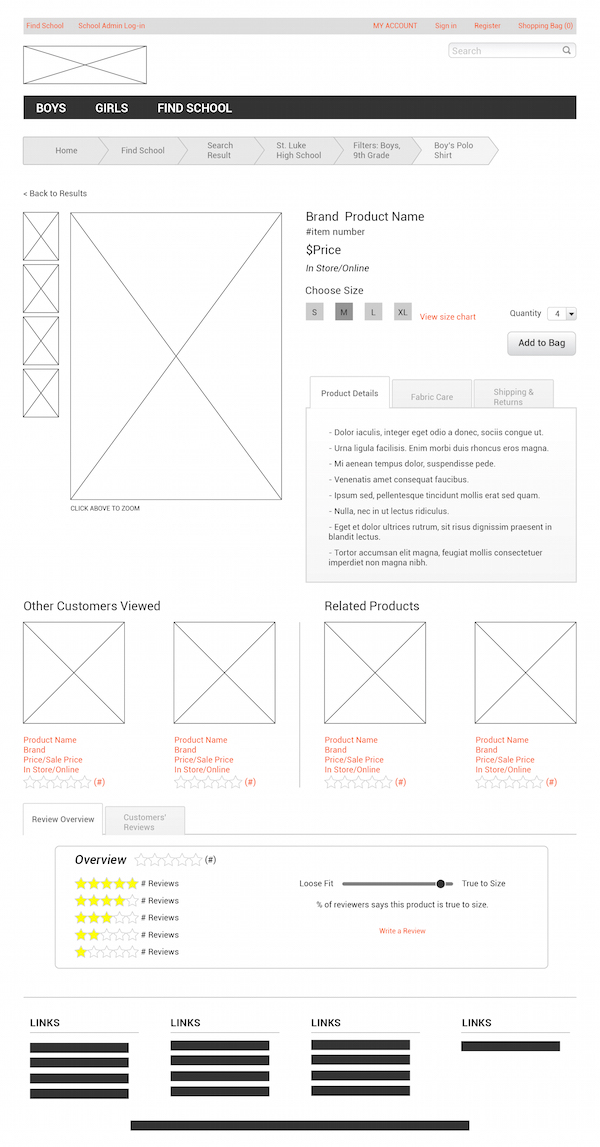 Find School School Admin Log-in MY ACCOUNT Sign in Register Shopping Bag (0)
Search
BOYS GIRLS FIND SCHOOL
Home Find School Search Result St. Luke High School Filters: Boys, 9th Grade Boy's Polo Shirt
< Back to Results
Brand Product Name
#item number
$Price
In Store/Online
Choose Size
S M L XL View size chart Quantity 4
Add to Bag
Product Details Fabric Care Shipping & Returns
- Dolor iaculis, integer eget odio a donec, sociis congue ut.
- Urna ligula facilisis. Enim morbi duis rhoncus eros magna.
- Mi aenean tempus dolor, suspendisse pede.
- Venenatis amet consequat faucibus.
- Ipsum sed, pellentesque tincidunt mollis erat sed quam.
- Nulla, nec in ut lectus ridiculus.
- Eget et dolor ultrices rutrum, sit risus dignissim praesent in
blandit lectus.
- Tortor accumsan elit magna, feugiat mollis consectetuer
imperdiet non magna nibh.
CLICK ABOVE TO ZOOM
Other Customers Viewed Related Products
Product Name Product Name Product Name Product Name
Brand Brand Brand Brand
Price/Sale Price Price/Sale Price Price/Sale Price Price/Sale Price
In Store/Online In Store/Online In Store/Online In Store/Online
(#) (#) (#) (#)
Review Overview Customers' Reviews
Overview (#)
# Reviews
# Reviews
# Reviews
# Reviews
# Reviews
Loose Fit True to Size
% of reviewers says this product is true to size.
Write a Review
LINKS LINKS LINKS LINKS